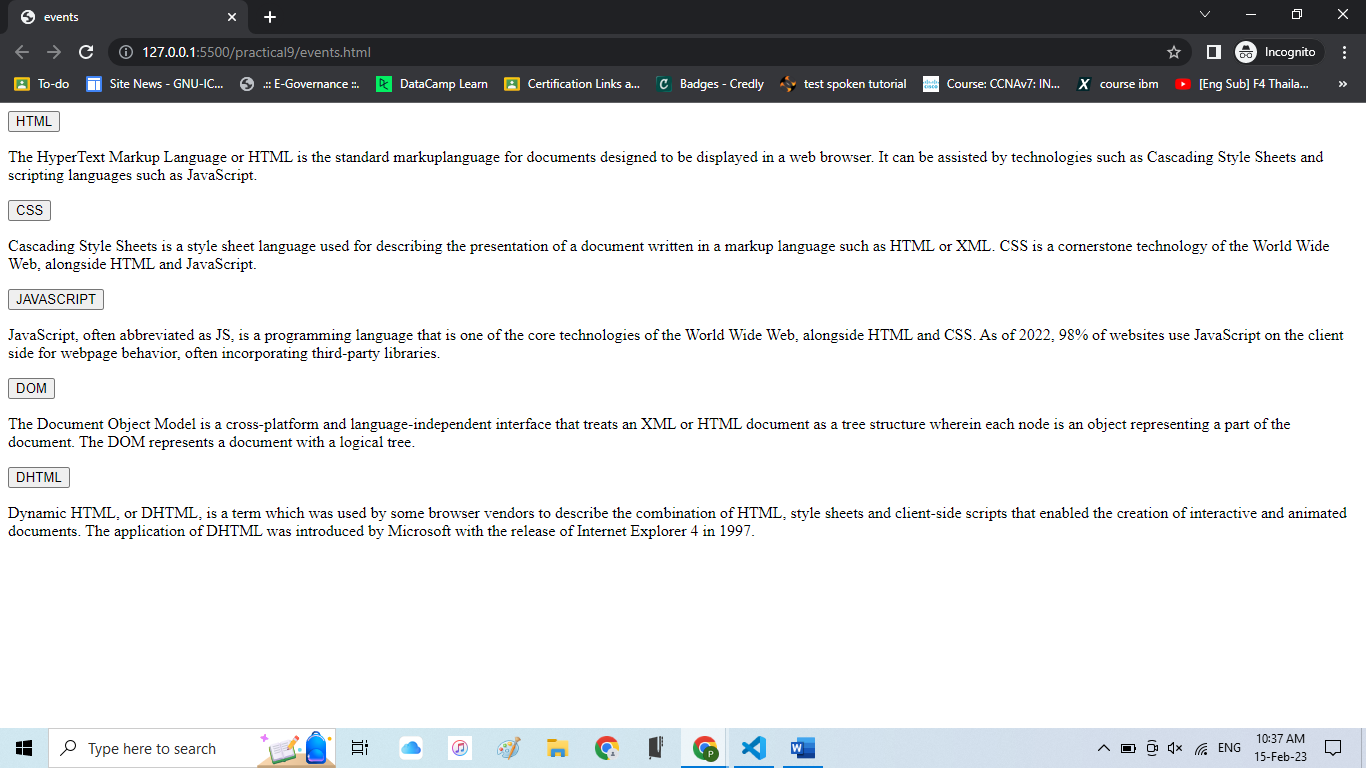 events
127.0.0.1:5500/practical9/events.html
Incognito
To-do
Site News - GNU-IC...
.:: E-Governance ::.
DataCamp Learn
Certification Links a...
Badges - Credly
test spoken tutorial
Course: CCNAv7: IN...
course ibm
[Eng Sub] F4 Thaila...
HTML
The HyperText Markup Language or HTML is the standard markuplanguage for documents designed to be displayed in a web browser. It can be assisted by technologies such as Cascading Style Sheets and
scripting languages such as JavaScript.
CSS
Cascading Style Sheets is a style sheet language used for describing the presentation of a document written in a markup language such as HTML or XML. CSS is a cornerstone technology of the World Wide
Web, alongside HTML and JavaScript.
JAVASCRIPT
JavaScript, often abbreviated as JS, is a programming language that is one of the core technologies of the World Wide Web, alongside HTML and CSS. As of 2022, 98% of websites use JavaScript on the client
side for webpage behavior, often incorporating third-party libraries.
DOM
The Document Object Model is a cross-platform and language-independent interface that treats an XML or HTML document as a tree structure wherein each node is an object representing a part of the
document. The DOM represents a document with a logical tree.
DHTML
Dynamic HTML, or DHTML, is a term which was used by some browser vendors to describe the combination of HTML, style sheets and client-side scripts that enabled the creation of interactive and animated
documents. The application of DHTML was introduced by Microsoft with the release of Internet Explorer 4 in 1997.
Type here to search
ENG
10:37 AM
15-Feb-23